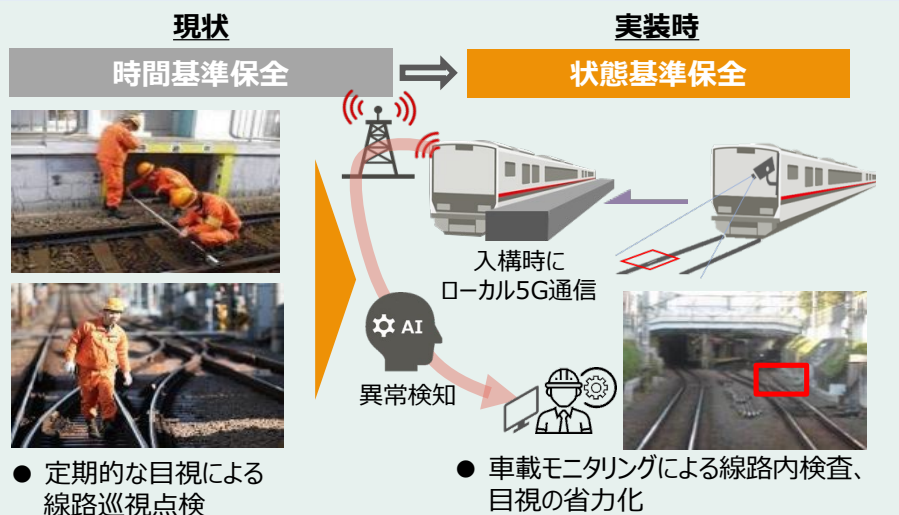 現状
実装時
時間基準保全
状態基準保全
入構時に
ローカル5G通信
AI
異常検知
● 定期的な目視による
線路巡視点検
● 車載モニタリングによる線路内検査、
目視の省力化